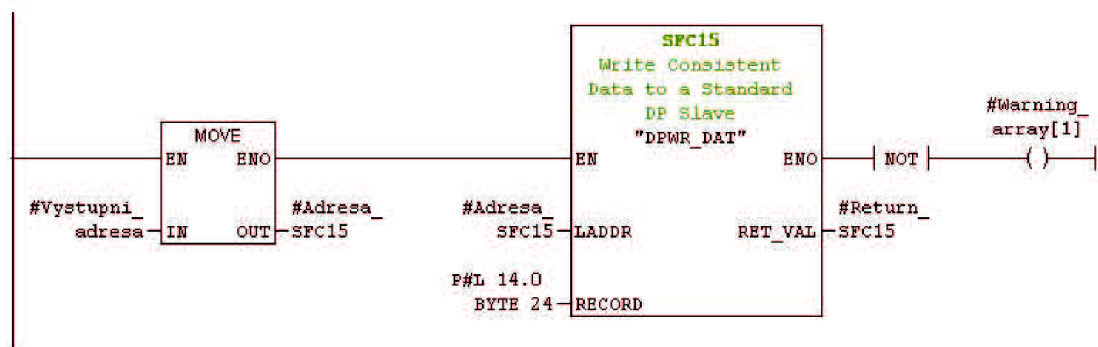 SFC15
Write Consistent
Data to a Standard
DP Slave
"DPWR_DAT"
MOVE
EN ENO
EN ENO
NOT
#Warning_
array[1]
( )
#Vystupni_
adresa
IN OUT
#Adresa_
SFC15
#Adresa_
SFC15
LADDR RET_VAL
#Return_
SFC15
P#L 14.0
BYTE 24
RECORD